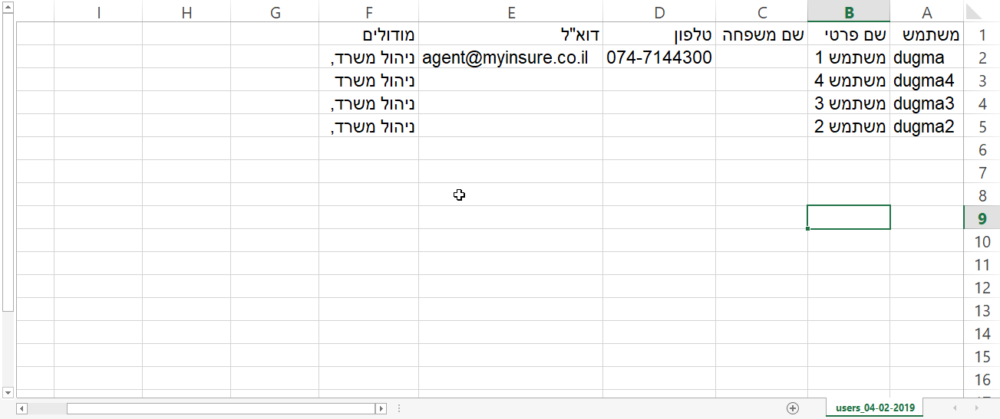 A B C D E F G H I
1 משתמש שם פרטי שם משפחה טלפון דוא"ל מודולים
2 dugma משתמש 1 074-7144300 agent@myinsure.co.il ניהול משרד,
3 dugma4 משתמש 4 ניהול משרד
4 dugma3 משתמש 3 ניהול משרד,
5 dugma2 משתמש 2 ניהול משרד,
6
7
8
9
10
11
12
13
14
15
16
users_04-02-2019